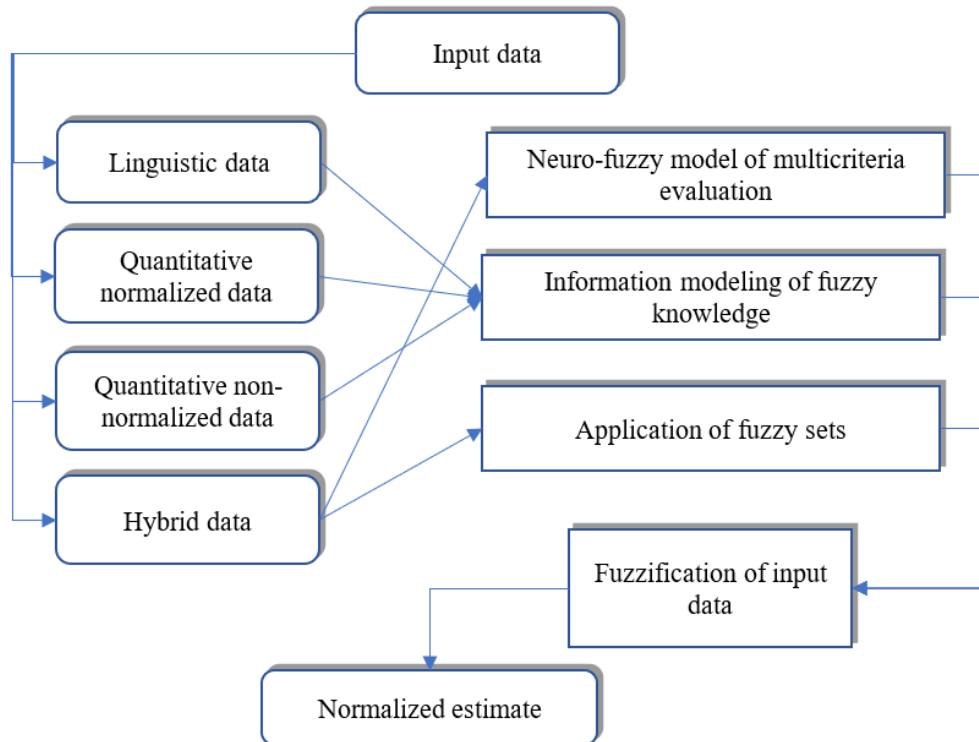 Input data
Linguistic data
Quantitative
normalized data
Quantitative non-
normalized data
Hybrid data
Neuro-fuzzy model of multicriteria
evaluation
Information modeling of fuzzy
knowledge
Application of fuzzy sets
Fuzzification of input
data
Normalized estimate